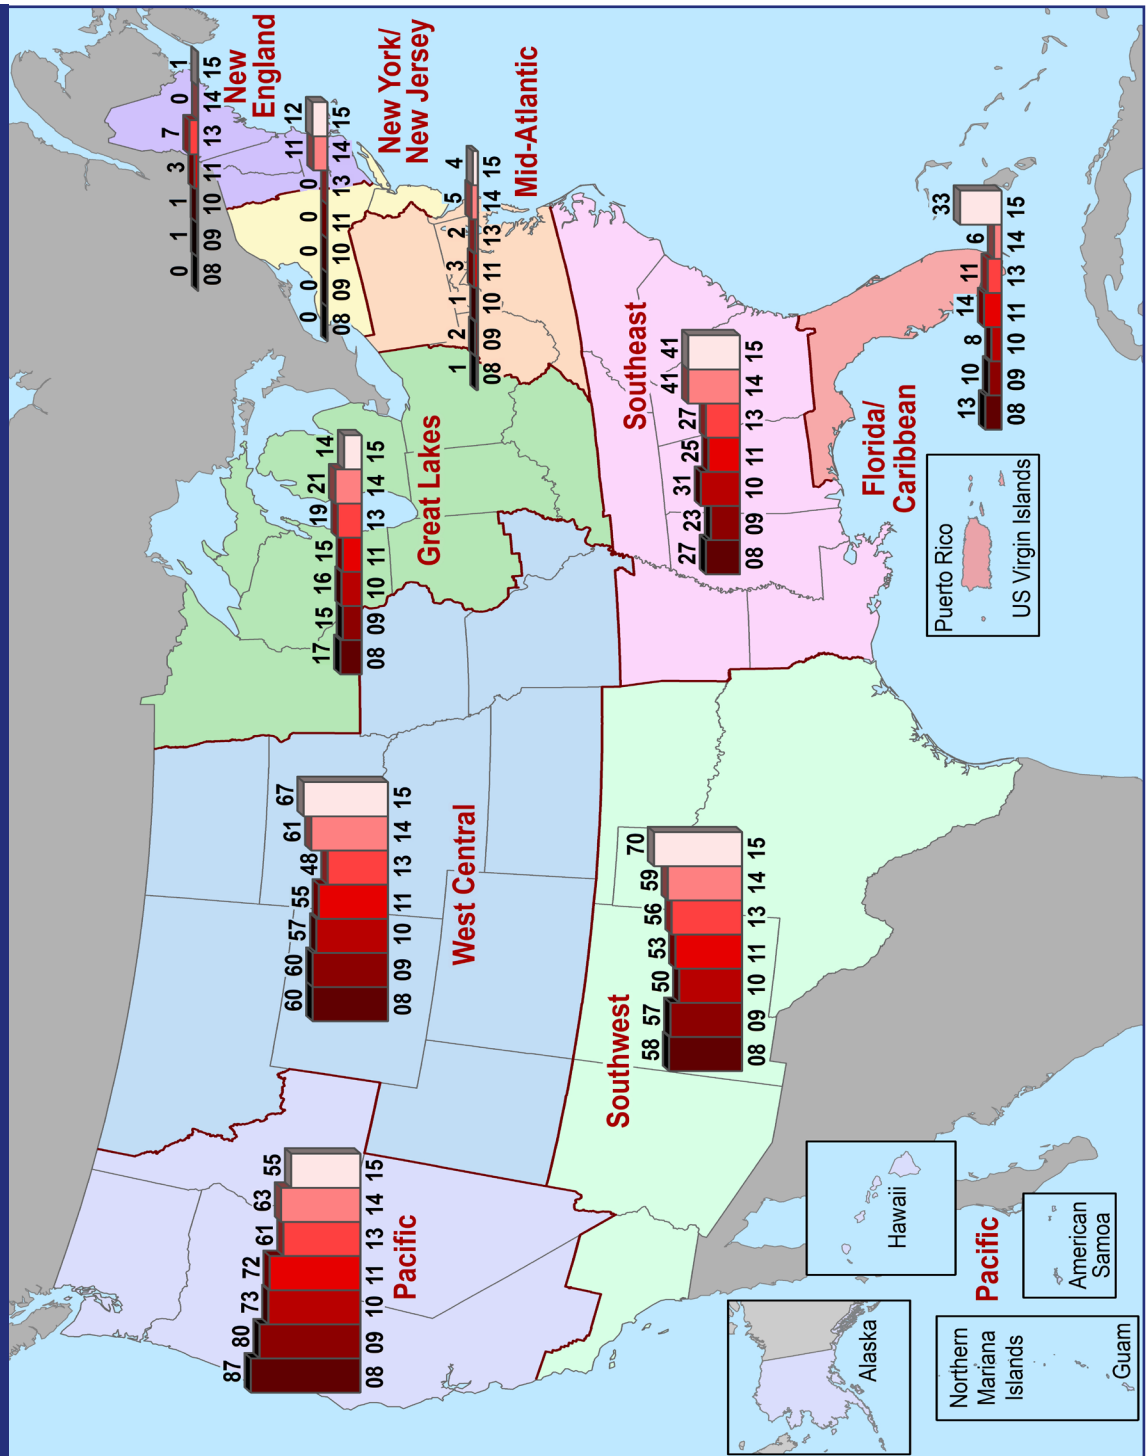 87 80 73 72 61 63 55
08 09 10 11 13 14 15
Pacific
60 60 57 55 48 61 67
08 09 10 11 13 14 15
West Central
17 15 16 15 19 21 14
08 09 10 11 13 14 15
Great Lakes
0 1 1 3 7 0 1
08 09 10 11 13 14 15
New
England
0 0 0 0 0 11 12
08 09 10 11 13 14 15
New York/
New Jersey
1 2 1 3 2 5 4
08 09 10 11 13 14 15
Mid-Atlantic
58 57 50 53 56 59 70
08 09 10 11 13 14 15
Southwest
27 23 31 25 27 41 41
08 09 10 11 13 14 15
Southeast
13 10 8 14 11 6 33
08 09 10 11 13 14 15
Florida/
Caribbean
Alaska
Hawaii
Northern
Mariana
Islands
Guam
Pacific
American
Samoa
Puerto Rico
US Virgin Islands